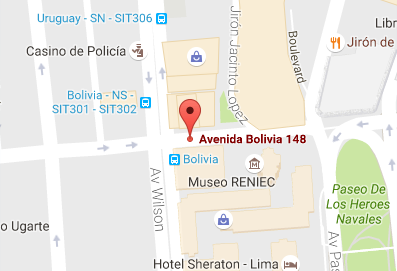 Uruguay - SN - SIT306
Casino de Policía
Jirón Jacinto Lopez
Boulevard
Libr
Jirón de
Bolivia - NS -
SIT301 - SIT302
Avenida Bolivia 148
Bolivia
Museo RENIEC
Av Wilson
Paseo De
Los Heroes
Navales
o Ugarte
Hotel Sheraton - Lima
Av Pas